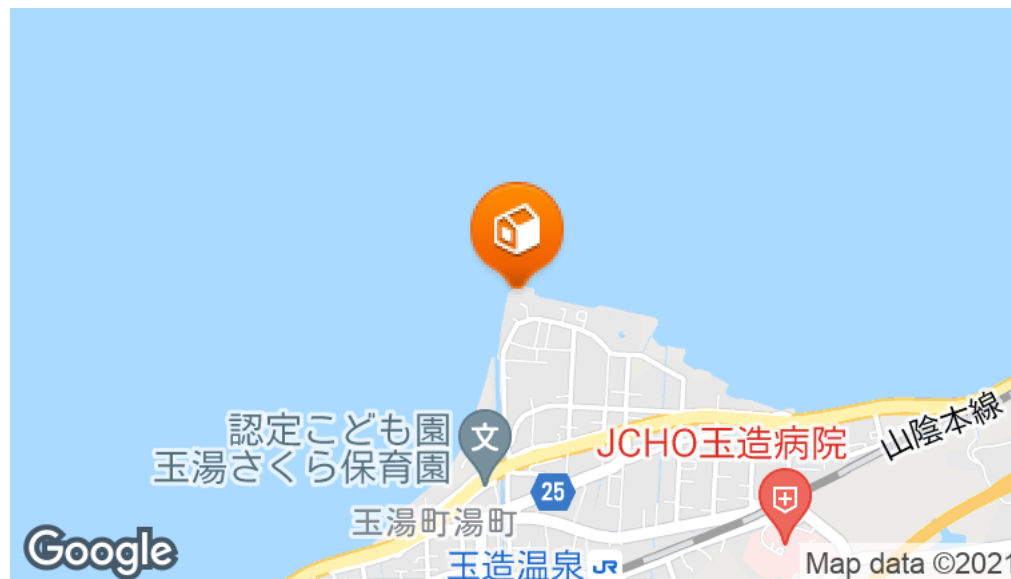 認定こども園
玉湯さくら保育園
文
JCHO玉造病院
山陰本線
25
玉湯町湯町
玉造温泉 JR
Google
Map data ©2021